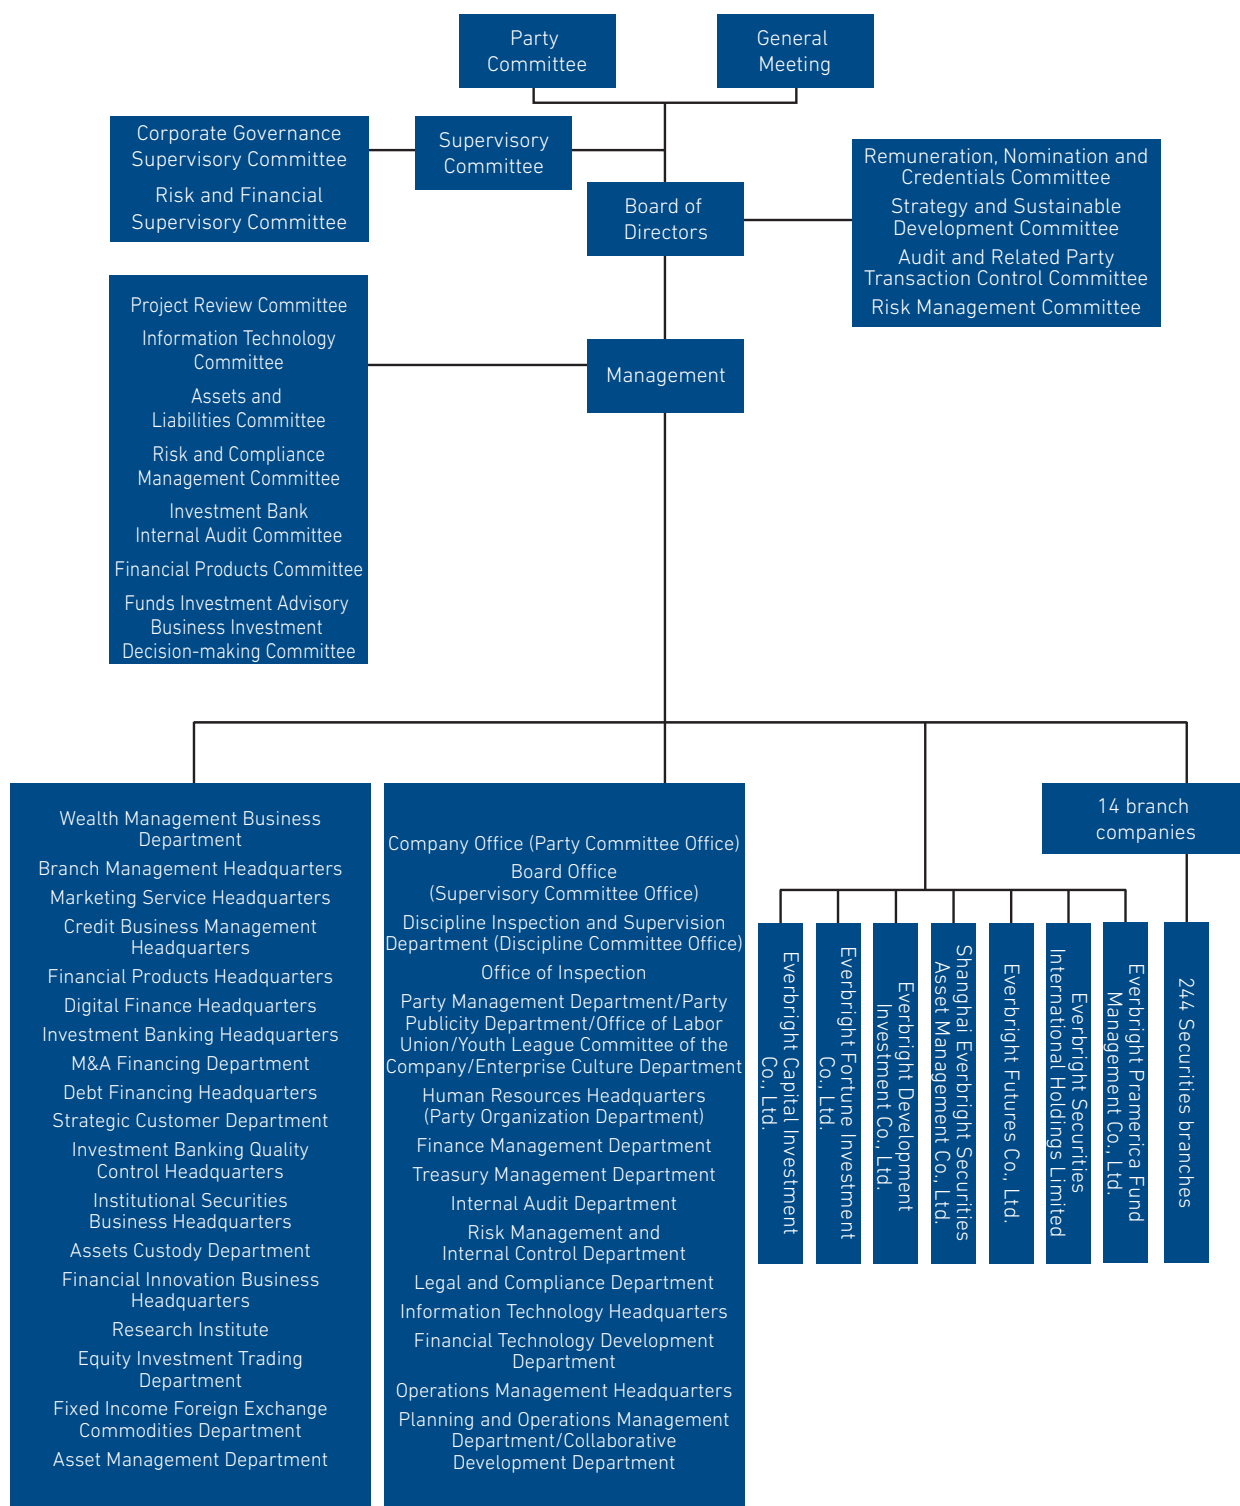 Party
Committee
General
Meeting
Corporate Governance
Supervisory Committee
Risk and Financial
Supervisory Committee
Supervisory
Committee
Board of
Directors
Remuneration, Nomination and
Credentials Committee
Strategy and Sustainable
Development Committee
Audit and Related Party
Transaction Control Committee
Risk Management Committee
Project Review Committee
Information Technology
Committee
Assets and
Liabilities Committee
Risk and Compliance
Management Committee
Investment Bank
Internal Audit Committee
Financial Products Committee
Funds Investment Advisory
Business Investment
Decision-making Committee
Management
Wealth Management Business
Department
Branch Management Headquarters
Marketing Service Headquarters
Credit Business Management
Headquarters
Financial Products Headquarters
Digital Finance Headquarters
Investment Banking Headquarters
M&A Financing Department
Debt Financing Headquarters
Strategic Customer Department
Investment Banking Quality
Control Headquarters
Institutional Securities
Business Headquarters
Assets Custody Department
Financial Innovation Business
Headquarters
Research Institute
Equity Investment Trading
Department
Fixed Income Foreign Exchange
Commodities Department
Asset Management Department
Company Office (Party Committee Office)
Board Office
(Supervisory Committee Office)
Discipline Inspection and Supervision
Department (Discipline Committee Office)
Office of Inspection
Party Management Department/Party
Publicity Department/Office of Labor
Union/Youth League Committee of the
Company/Enterprise Culture Department
Human Resources Headquarters
(Party Organization Department)
Finance Management Department
Treasury Management Department
Internal Audit Department
Risk Management and
Internal Control Department
Legal and Compliance Department
Information Technology Headquarters
Financial Technology Development
Department
Operations Management Headquarters
Planning and Operations Management
Department/Collaborative
Development Department
Everbright Capital Investment
Co., Ltd.
Everbright Fortune Investment
Co., Ltd.
Everbright Development
Investment Co., Ltd.
Shanghai Everbright Securities
Asset Management Co., Ltd.
Everbright Futures Co., Ltd.
Everbright Securities
International Holdings Limited
Everbright Pramerica Fund
Management Co., Ltd.
14 branch
companies
244 Securities branches